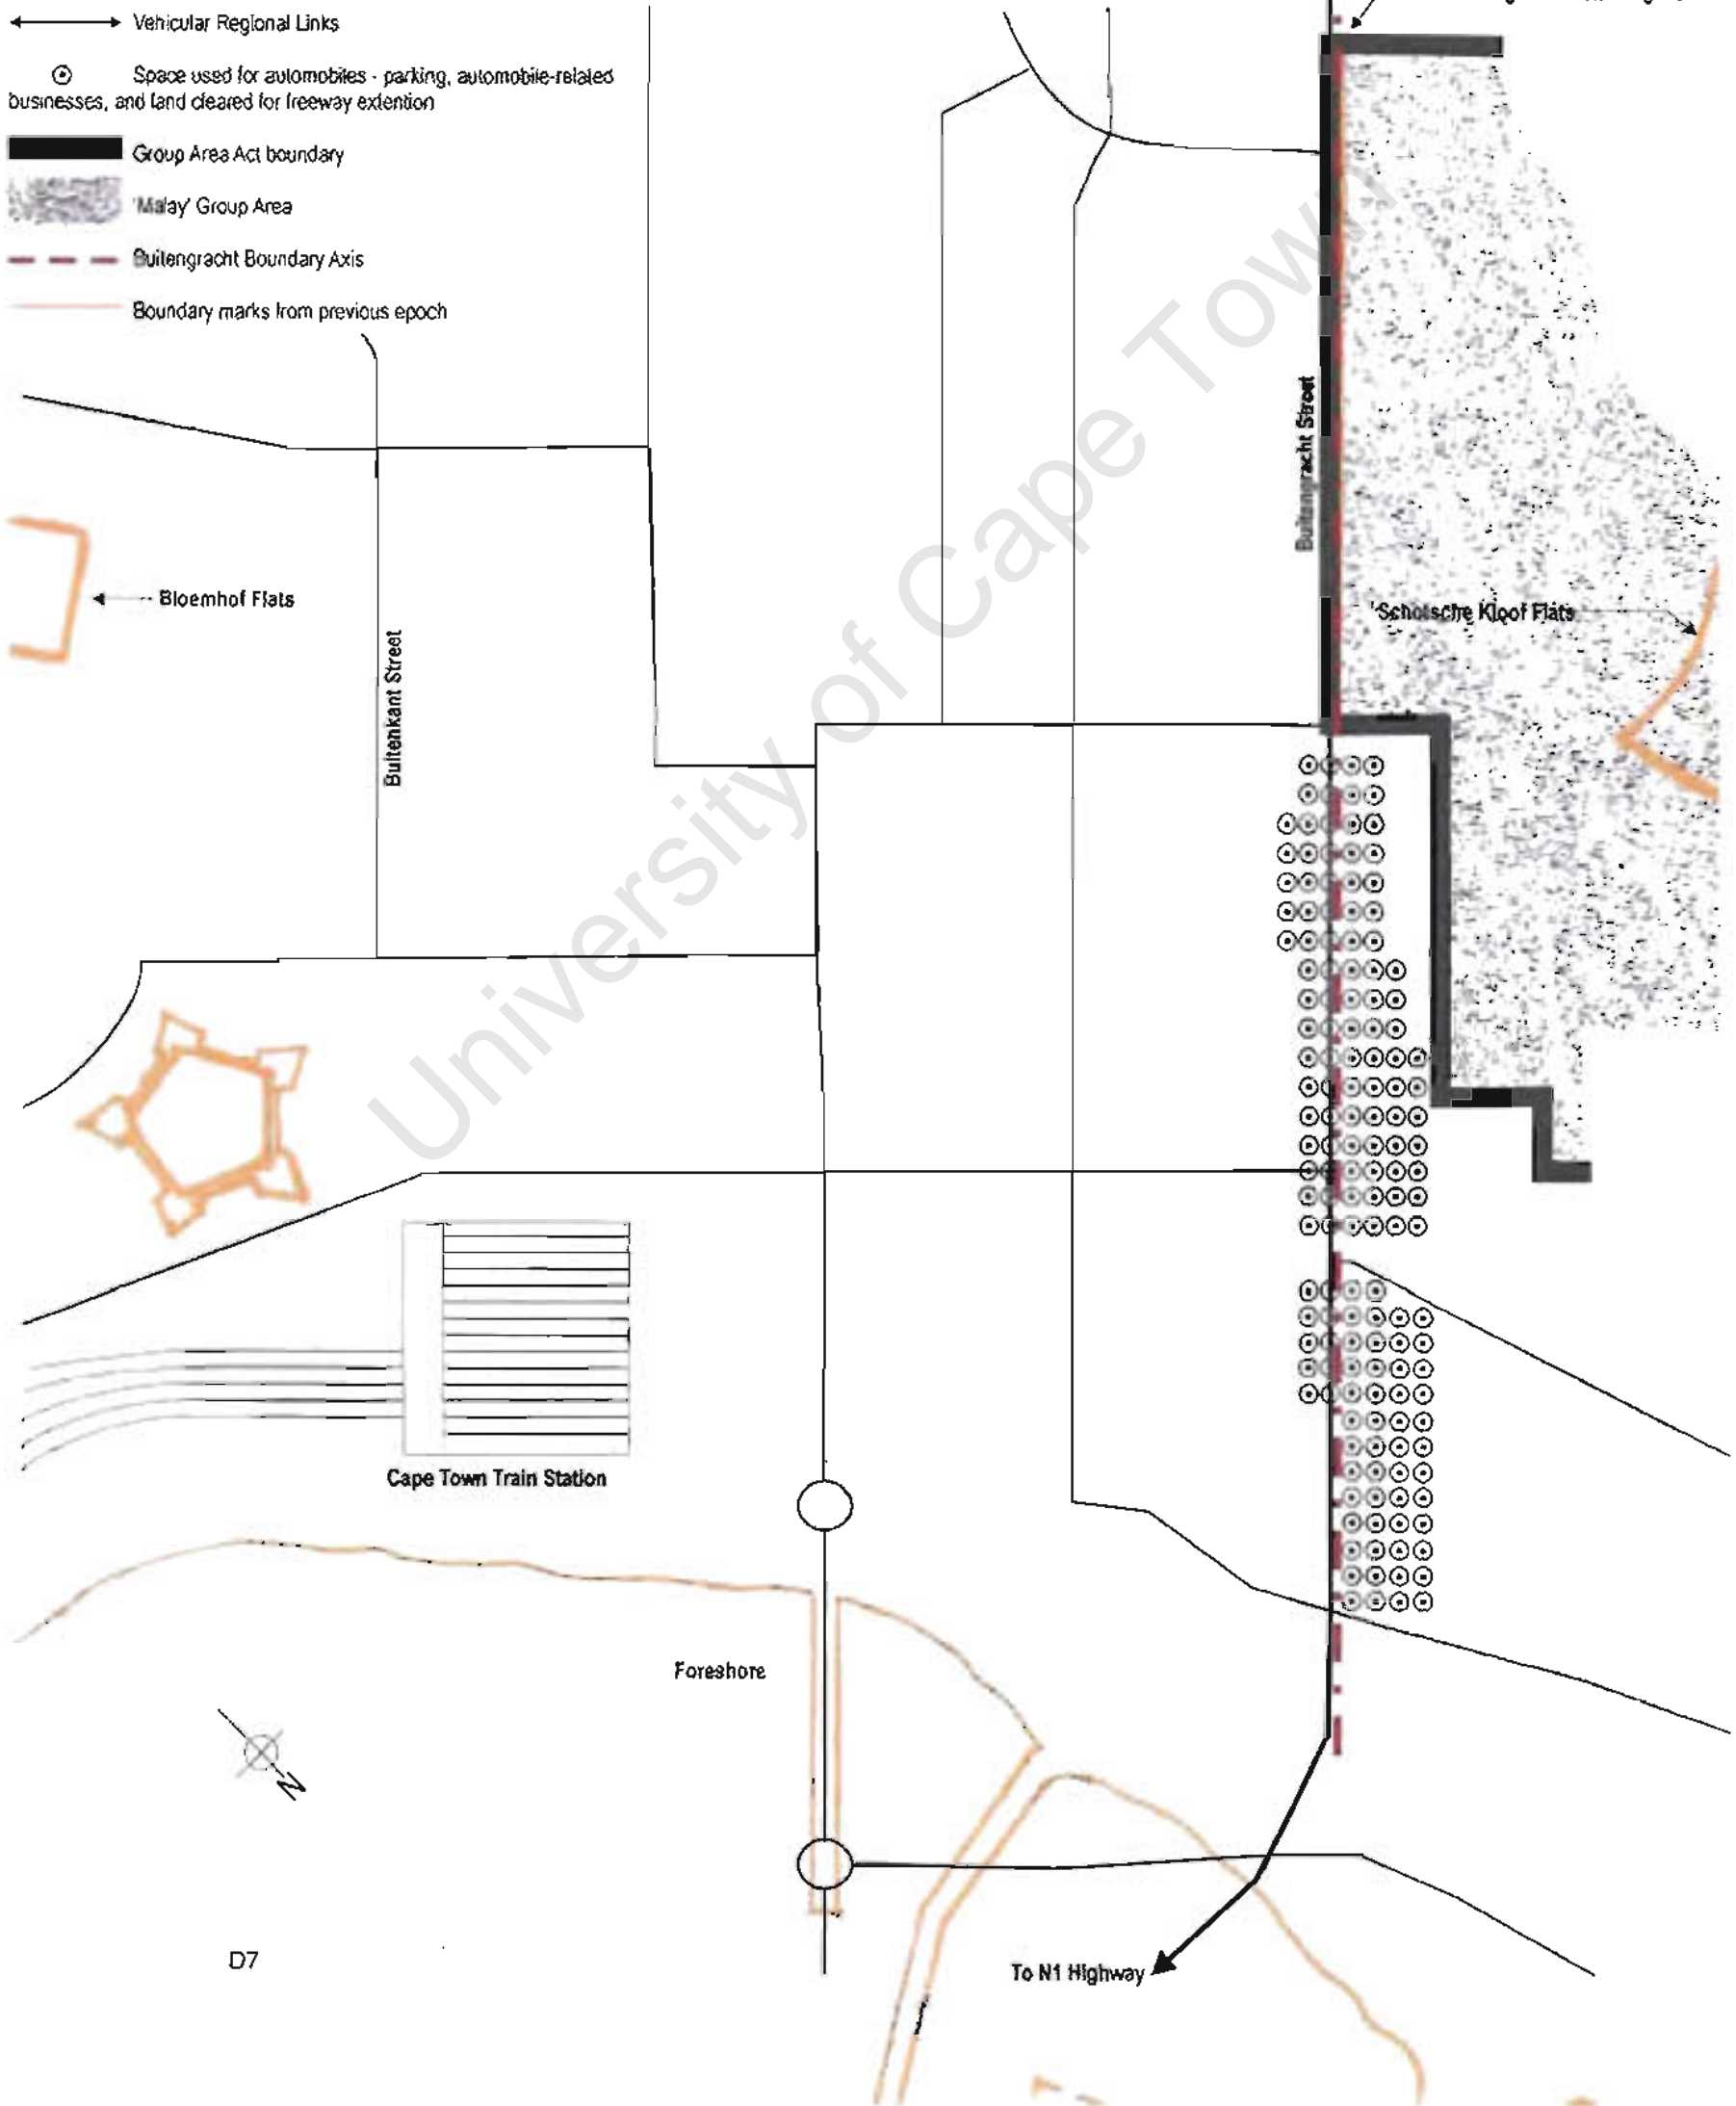 Vehicular Regional Links
Space used for automobiles - parking, automobile-related
businesses, and land cleared for freeway extention
Group Area Act boundary
'Malay' Group Area
Buitengracht Boundary Axis
Boundary marks from previous epoch
Buitengracht Street
Bloemhof Flats
'Schotsche Kloof Flats
Buitenkant Street
University of Cape Town
Cape Town Train Station
Foreshore
N
D7
To N1 Highway